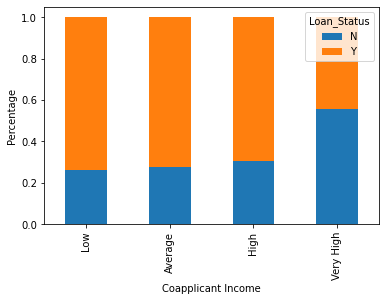 Loan_Status
N
Y
1.0
0.8
0.6
0.4
0.2
0.0
Percentage
Low
Average
High
Very High
Coapplicant Income